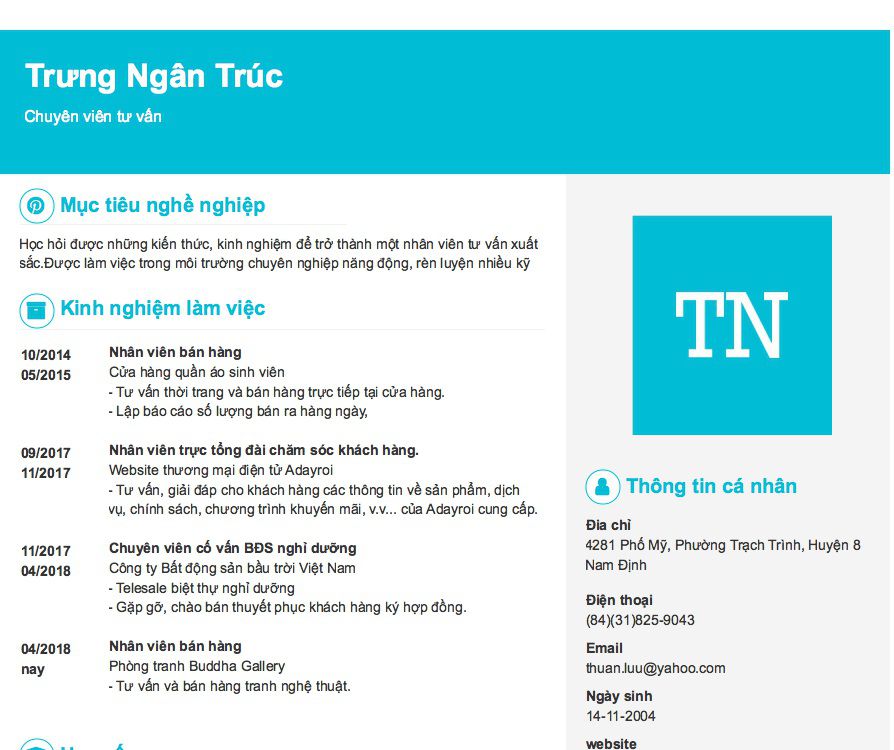 Trưng Ngân Trúc
Chuyên viên tư vấn
Mục tiêu nghề nghiệp
Học hỏi được những kiến thức, kinh nghiệm để trở thành một nhân viên tư vấn xuất
sắc.Được làm việc trong môi trường chuyên nghiệp năng động, rèn luyện nhiều kỹ
Kinh nghiệm làm việc
10/2014
05/2015
Nhân viên bán hàng
Cửa hàng quần áo sinh viên
- Tư vấn thời trang và bán hàng trực tiếp tại cửa hàng.
- Lập báo cáo số lượng bán ra hàng ngày,
09/2017
11/2017
Nhân viên trực tổng đài chăm sóc khách hàng.
Website thương mại điện tử Adayroi
- Tư vấn, giải đáp cho khách hàng các thông tin về sản phẩm, dịch
vụ, chính sách, chương trình khuyến mãi, v.v... của Adayroi cung cấp.
11/2017
04/2018
Chuyên viên cố vấn BĐS nghỉ dưỡng
Công ty Bất động sản bầu trời Việt Nam
- Telesale biệt thự nghỉ dưỡng
- Gặp gỡ, chào bán thuyết phục khách hàng ký hợp đồng.
04/2018
nay
Nhân viên bán hàng
Phòng tranh Buddha Gallery
- Tư vấn và bán hàng tranh nghệ thuật.
TN
Thông tin cá nhân
Địa chỉ
4281 Phố Mỹ, Phường Trạch Trình, Huyện 8
Nam Định
Điện thoại
(84)(31)825-9043
Email
thuan.luu@yahoo.com
Ngày sinh
14-11-2004
website